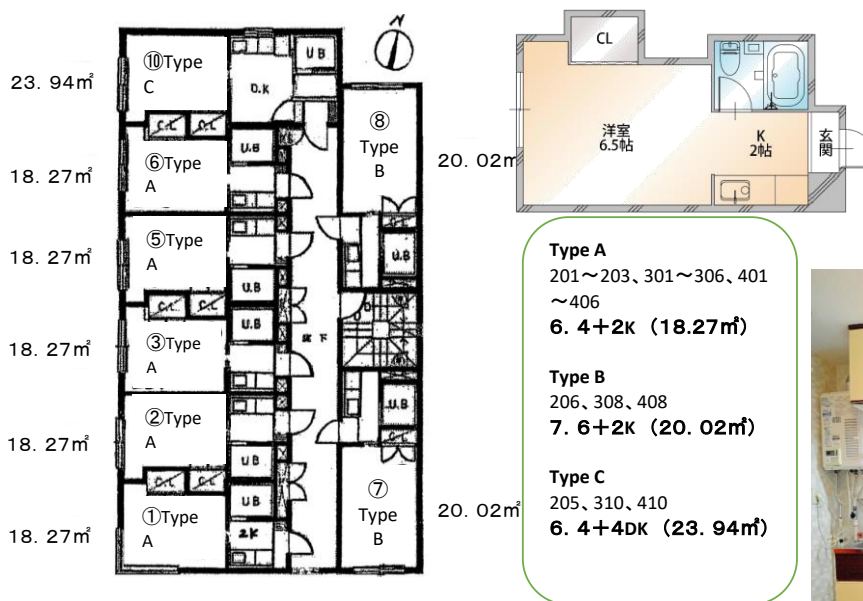 N
23.94㎡
⑩Type
C
D.K
U B
C.L
C.L
⑥Type
A
U.B
18.27㎡
⑧
Type
B
20.02㎡
⑤Type
A
U.B
18.27㎡
C.L
C.L
U.B
③Type
A
U.B
18.27㎡
廊 下
②Type
A
U B
18.27㎡
U.B
C.L
C.L
C.L
①Type
A
U B
2K
18.27㎡
⑦
Type
B
20.02㎡
CL
洋室
6.5帖
K
2帖
玄
関
Type A
201～203、301～306、401
～406
6.4+2K（18.27㎡）
Type B
206、308、408
7.6+2K（20.02㎡）
Type C
205、310、410
6.4+4DK（23.94㎡）